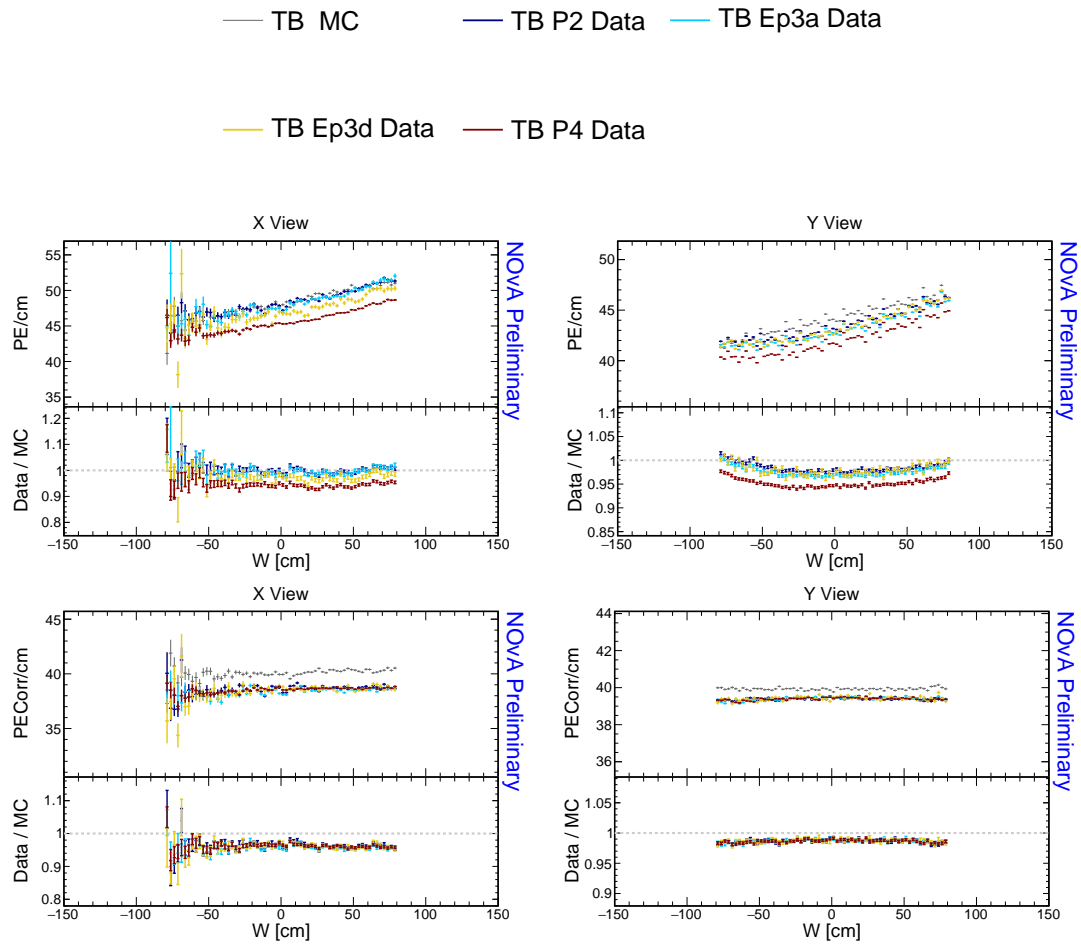 TB MC
TB P2 Data
TB Ep3a Data
TB Ep3d Data
TB P4 Data
X View
55
50
45
40
35
PE/cm
1.2
1.1
1
0.9
0.8
Data / MC
−150 −100 −50 0 50 100 150
W [cm]
NOvA Preliminary
Y View
50
45
40
PE/cm
1.1
1.05
1
0.95
0.9
0.85
Data / MC
−150 −100 −50 0 50 100 150
W [cm]
NOvA Preliminary
X View
45
40
35
PECorr/cm
1.1
1
0.9
0.8
Data / MC
−150 −100 −50 0 50 100 150
W [cm]
NOvA Preliminary
Y View
44
42
40
38
36
PECorr/cm
1.05
1
0.95
0.9
Data / MC
−150 −100 −50 0 50 100 150
W [cm]
NOvA Preliminary